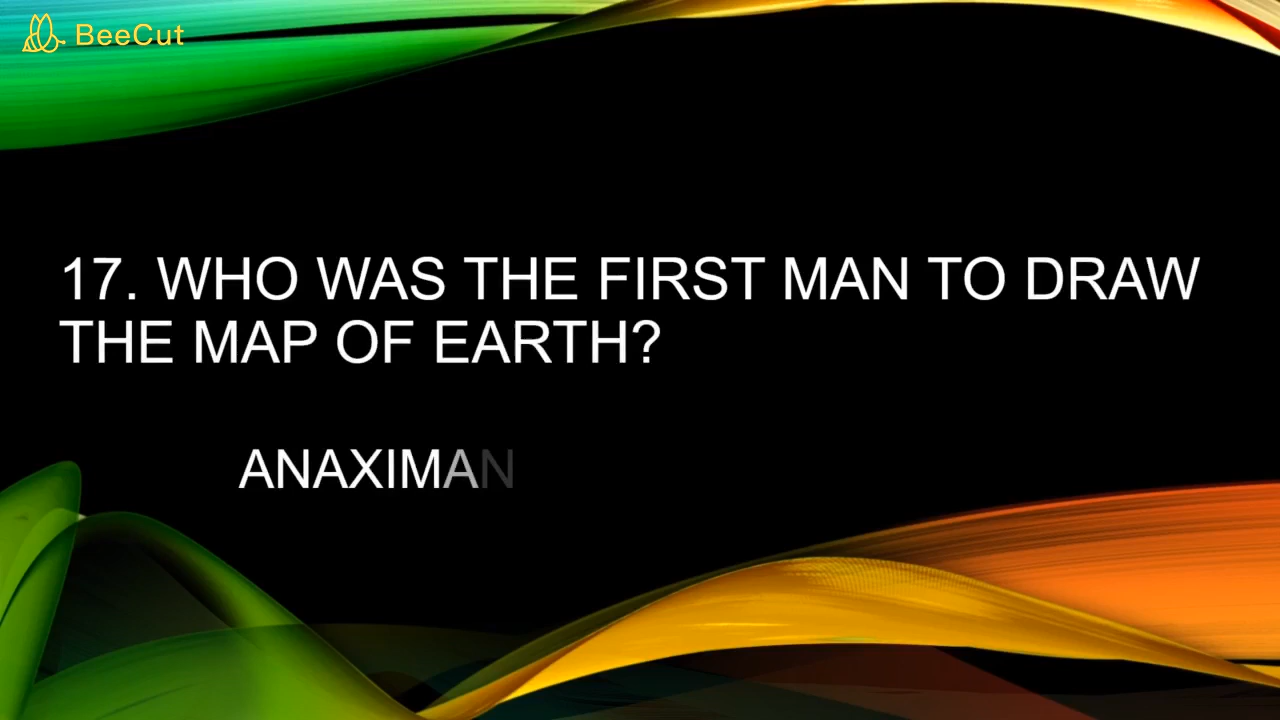 BeeCut
17. WHO WAS THE FIRST MAN TO DRAW
THE MAP OF EARTH?
ANAXIMAN